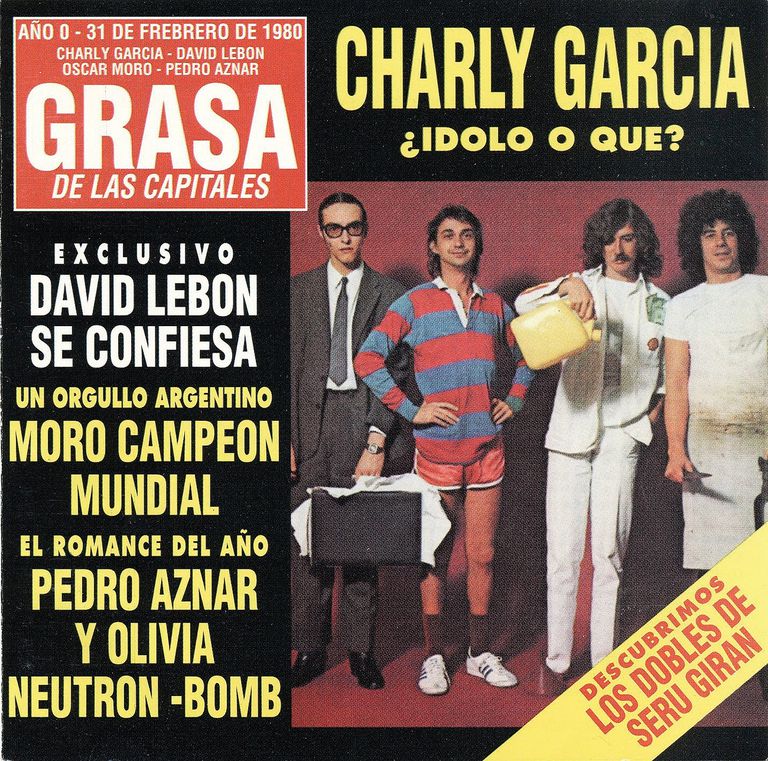 AÑO 0 - 31 DE FREBRERO DE 1980
CHARLY GARCIA - DAVID LEBON
OSCAR MORO - PEDRO AZNAR
GRASA
DE LAS CAPITALES
CHARLY GARCIA
¿IDOLO O QUE?
EXCLUSIVO
DAVID LEBON
SE CONFIESA
UN ORGULLO ARGENTINO
MORO CAMPEON
MUNDIAL
EL ROMANCE DEL AÑO
PEDRO AZNAR
Y OLIVIA
NEUTRON -BOMB
DESCUBRIMOS
LOS DOBLES DE
SERU GIRAN